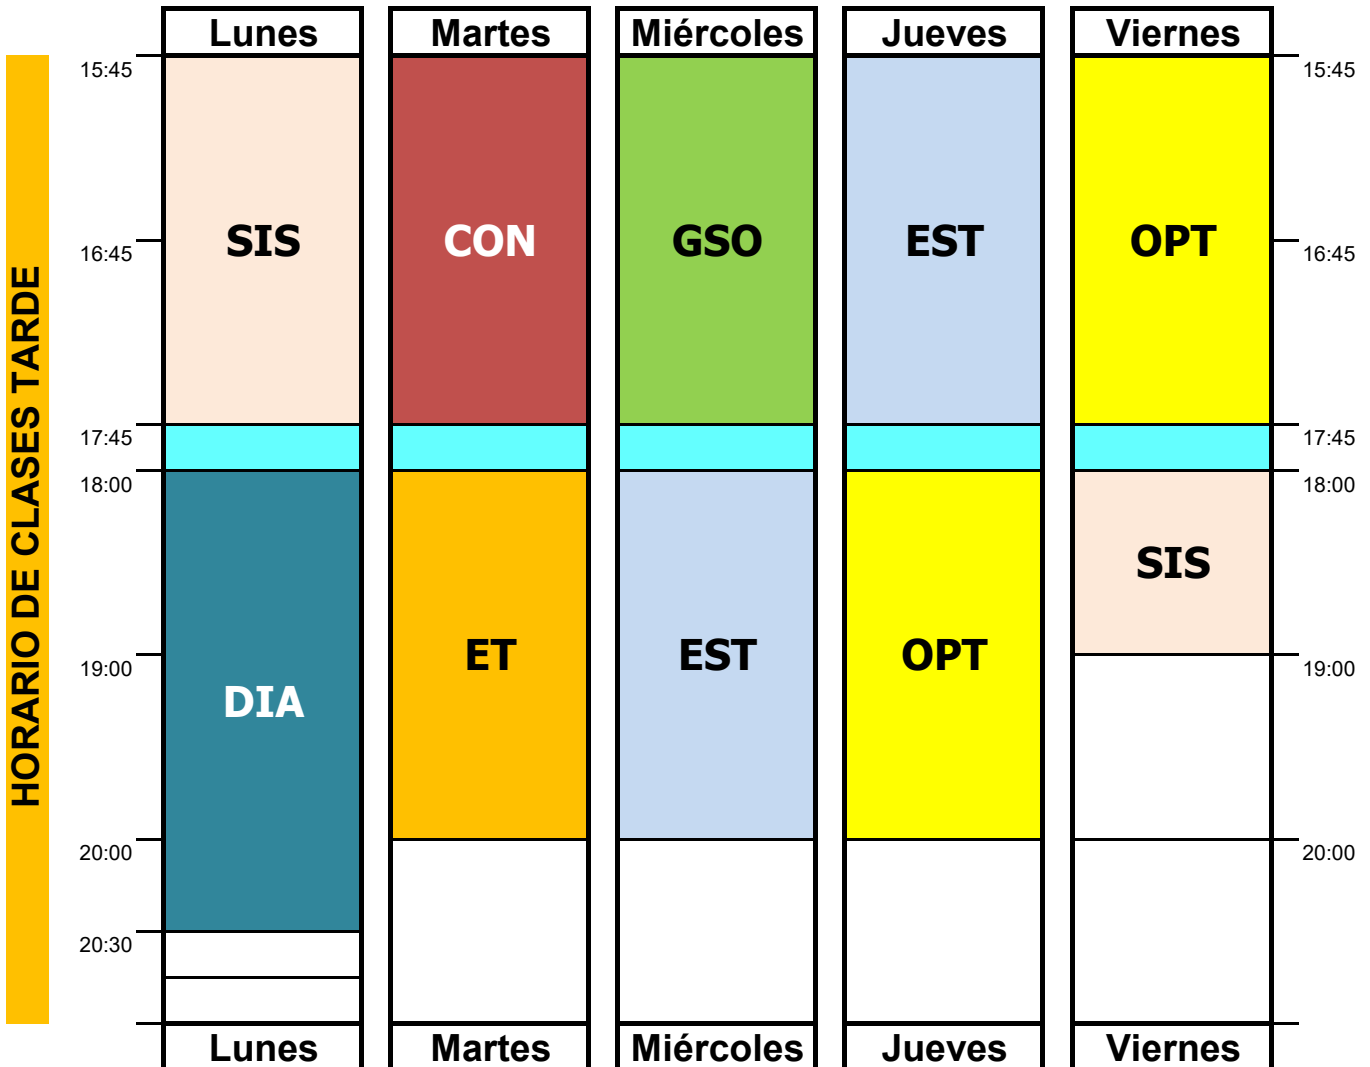 Lunes Martes Miércoles Jueves Viernes
15:45 15:45
SIS CON GSO EST OPT
16:45 16:45
17:45 17:45
18:00 18:00
SIS
ET EST OPT
19:00 19:00
DIA
20:00 20:00
20:30
Lunes Martes Miércoles Jueves Viernes
HORARIO DE CLASES TARDE